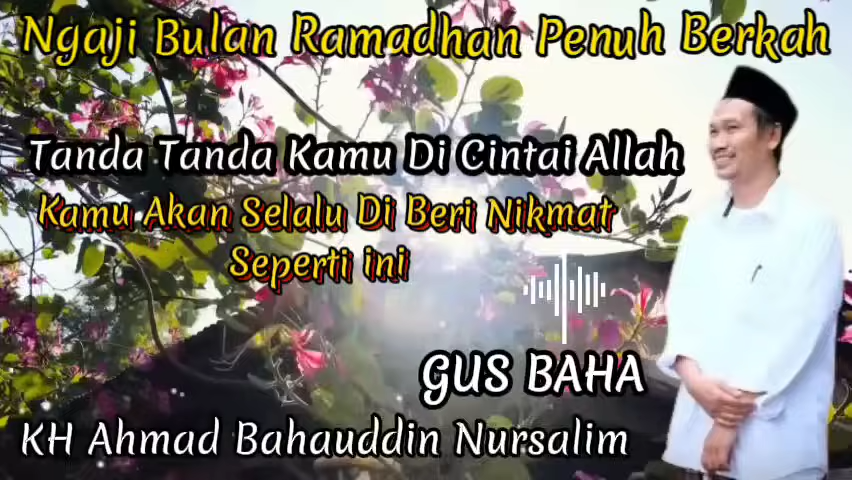 Ngaji Bulan Ramadhan Penuh Berkah
Tanda Tanda Kamu Di Cintai Allah
Kamu Akan Selalu Di Beri Nikmat
Seperti ini
GUS BAHA
KH Ahmad Bahauddin Nursalim